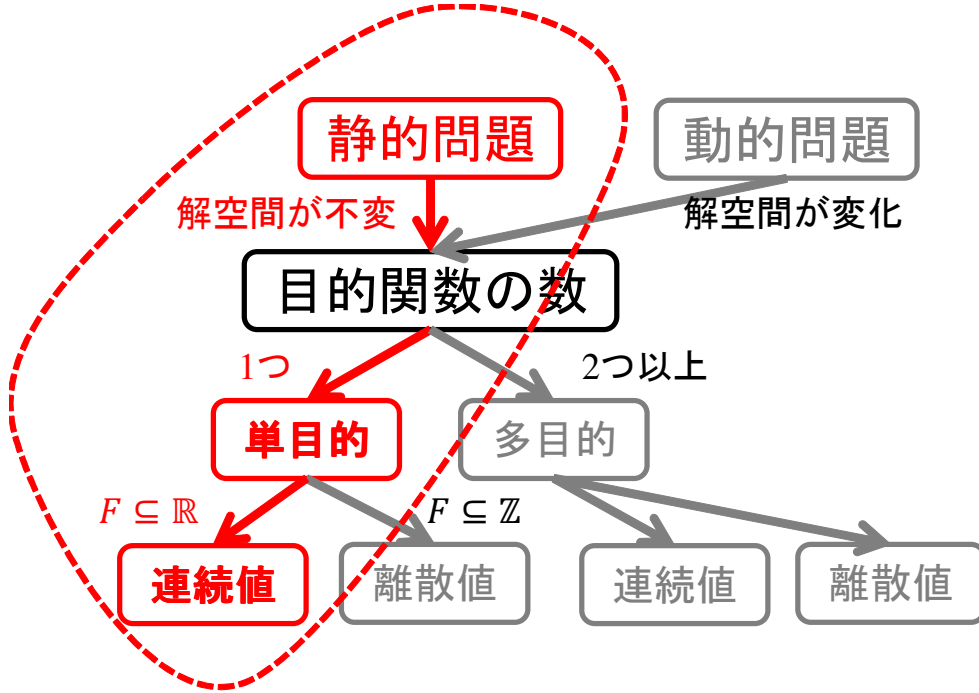 静的問題
動的問題
解空間が不変
解空間が変化
目的関数の数
1つ
2つ以上
単目的
多目的
F ⊆ ℝ
F ⊆ ℤ
連続値
離散値
連続値
離散値